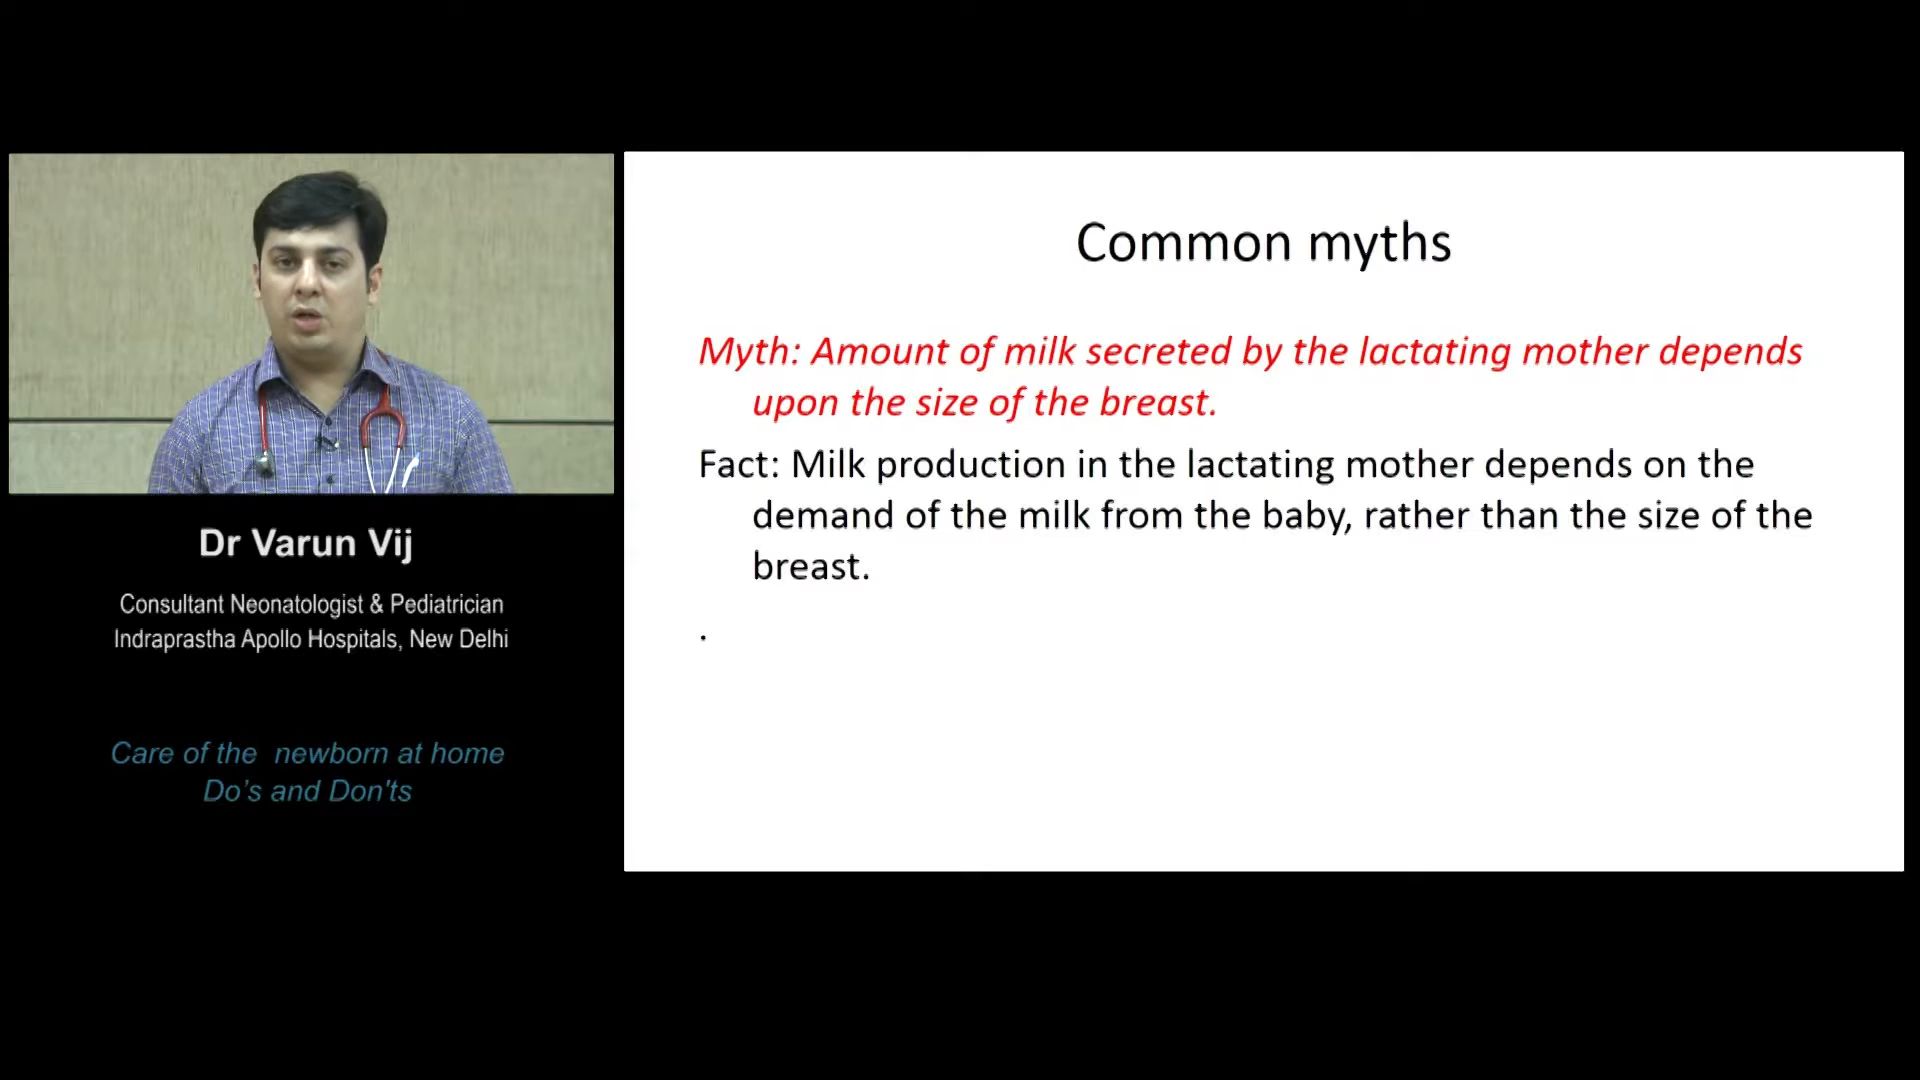 Common myths
Myth: Amount of milk secreted by the lactating mother depends
upon the size of the breast.
Fact: Milk production in the lactating mother depends on the
demand of the milk from the baby, rather than the size of the
breast.
.
Dr Varun Vij
Consultant Neonatologist & Pediatrician
Indraprastha Apollo Hospitals, New Delhi
Care of the  newborn at home
Do’s and Don'ts